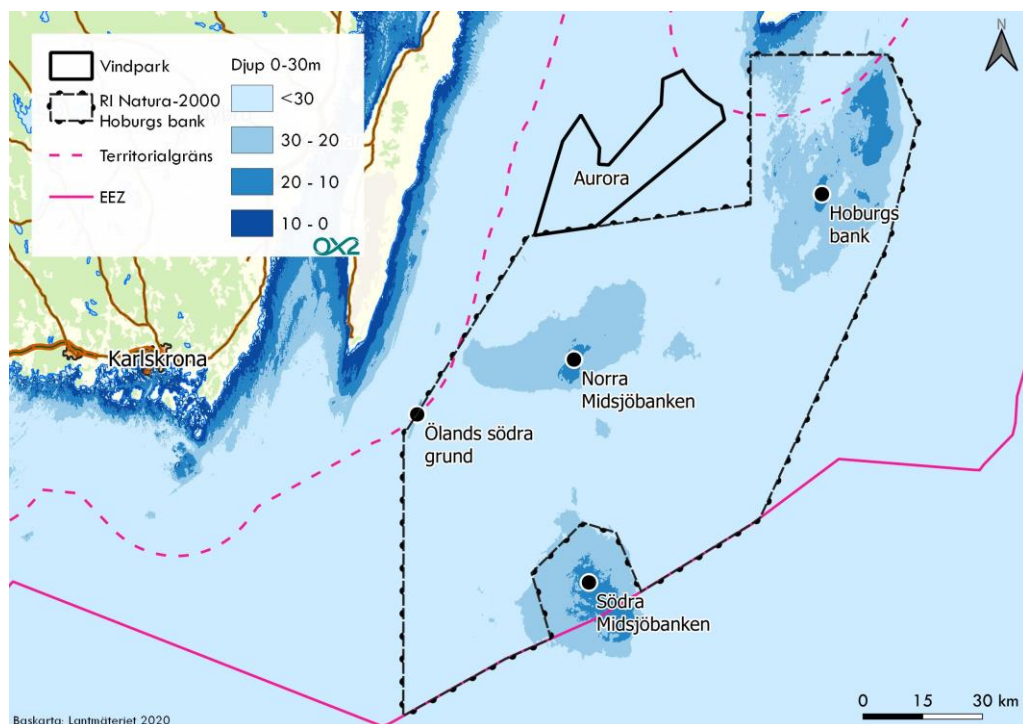 Vindpark
RI Natura-2000
Hoburgs bank
Territorialgräns
EEZ
Djup 0-30m
<30
30 - 20
20 - 10
10 - 0
OX2
N
Aurora
Hoburgs
bank
Karlskrona
Norra
Midsjöbanken
Ölands södra
grund
Södra
Midsjöbanken
0 15 30 km
Baskarta: Lantmäteriet 2020